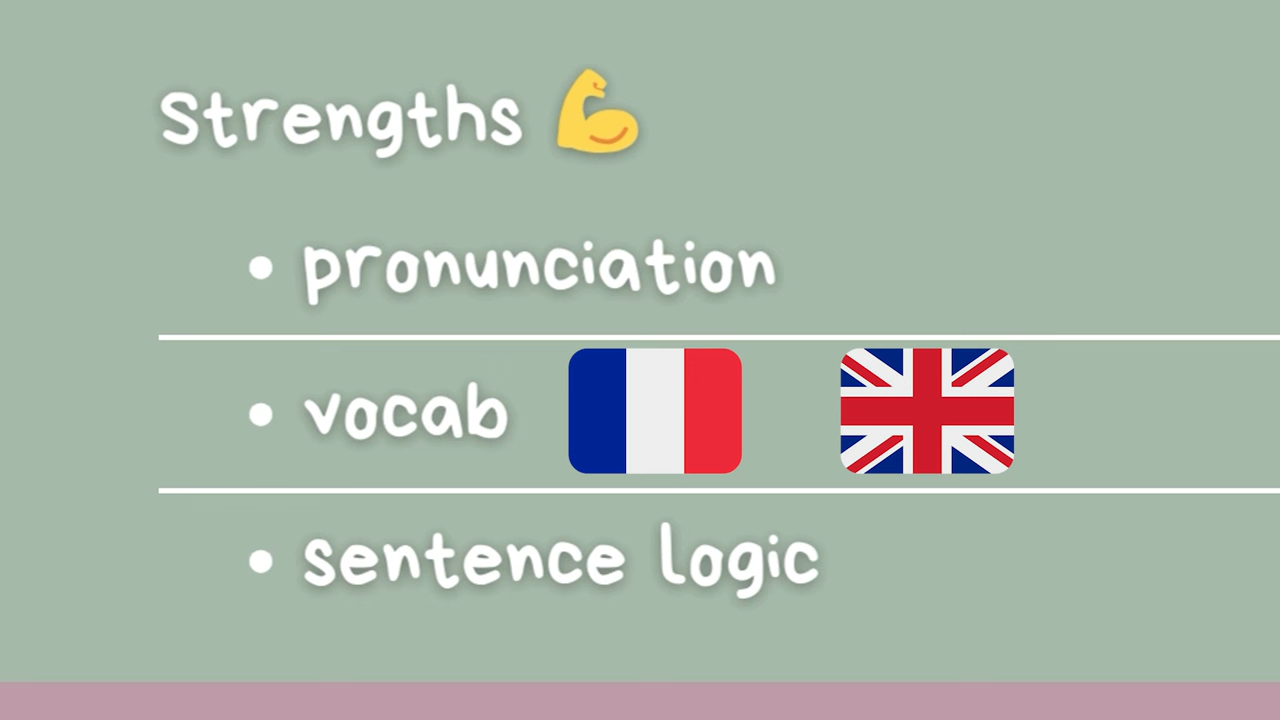 Strengths 💪
• pronunciation
• vocab
• sentence logic